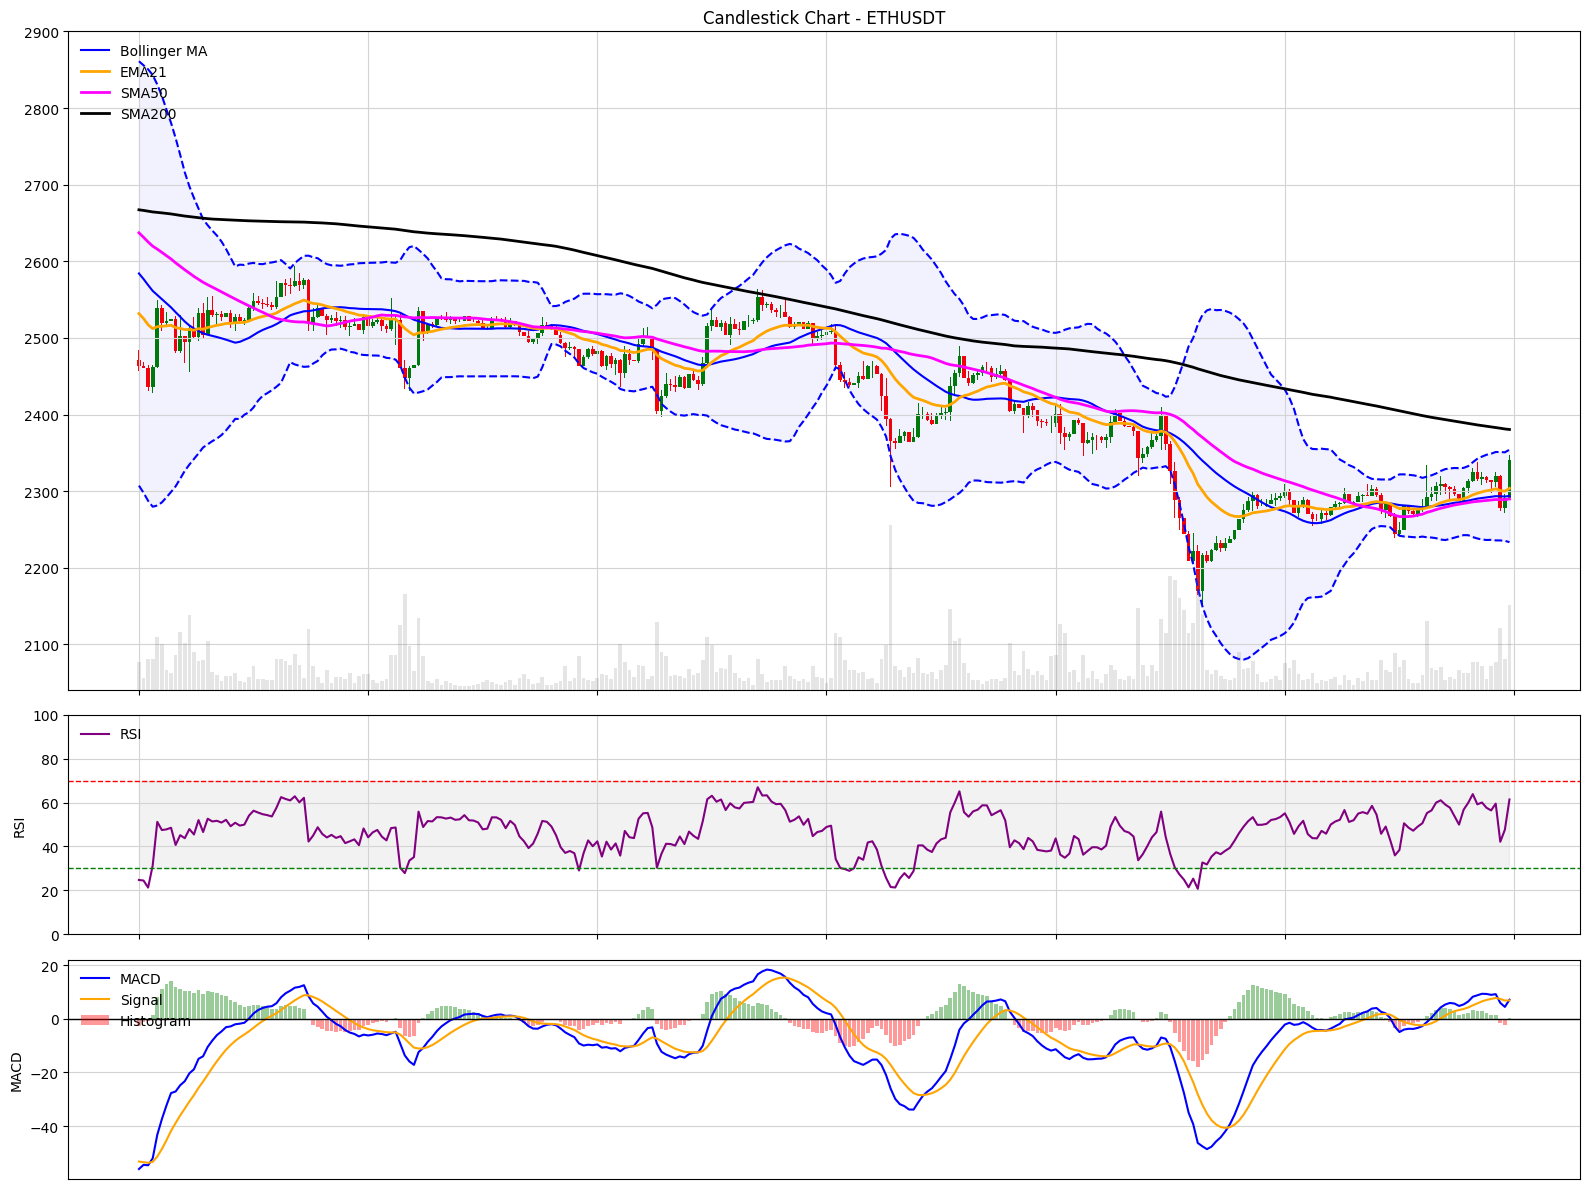 Candlestick Chart - ETHUSDT
2900
2800
2700
2600
2500
2400
2300
2200
2100
Bollinger MA
EMA21
SMA50
SMA200
RSI
100
80
60
40
20
0
RSI
MACD
20
0
−20
−40
MACD
Signal
Histogram